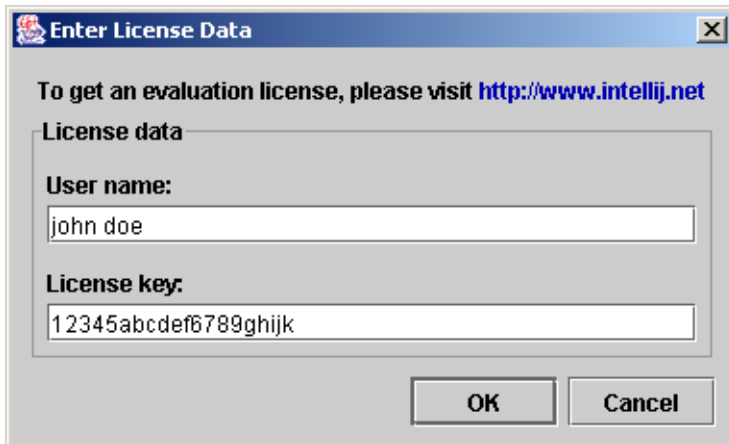 Enter License Data
To get an evaluation license, please visit http://www.intellij.net
License data
User name:
john doe
License key:
12345abcdef6789ghijk
OK Cancel